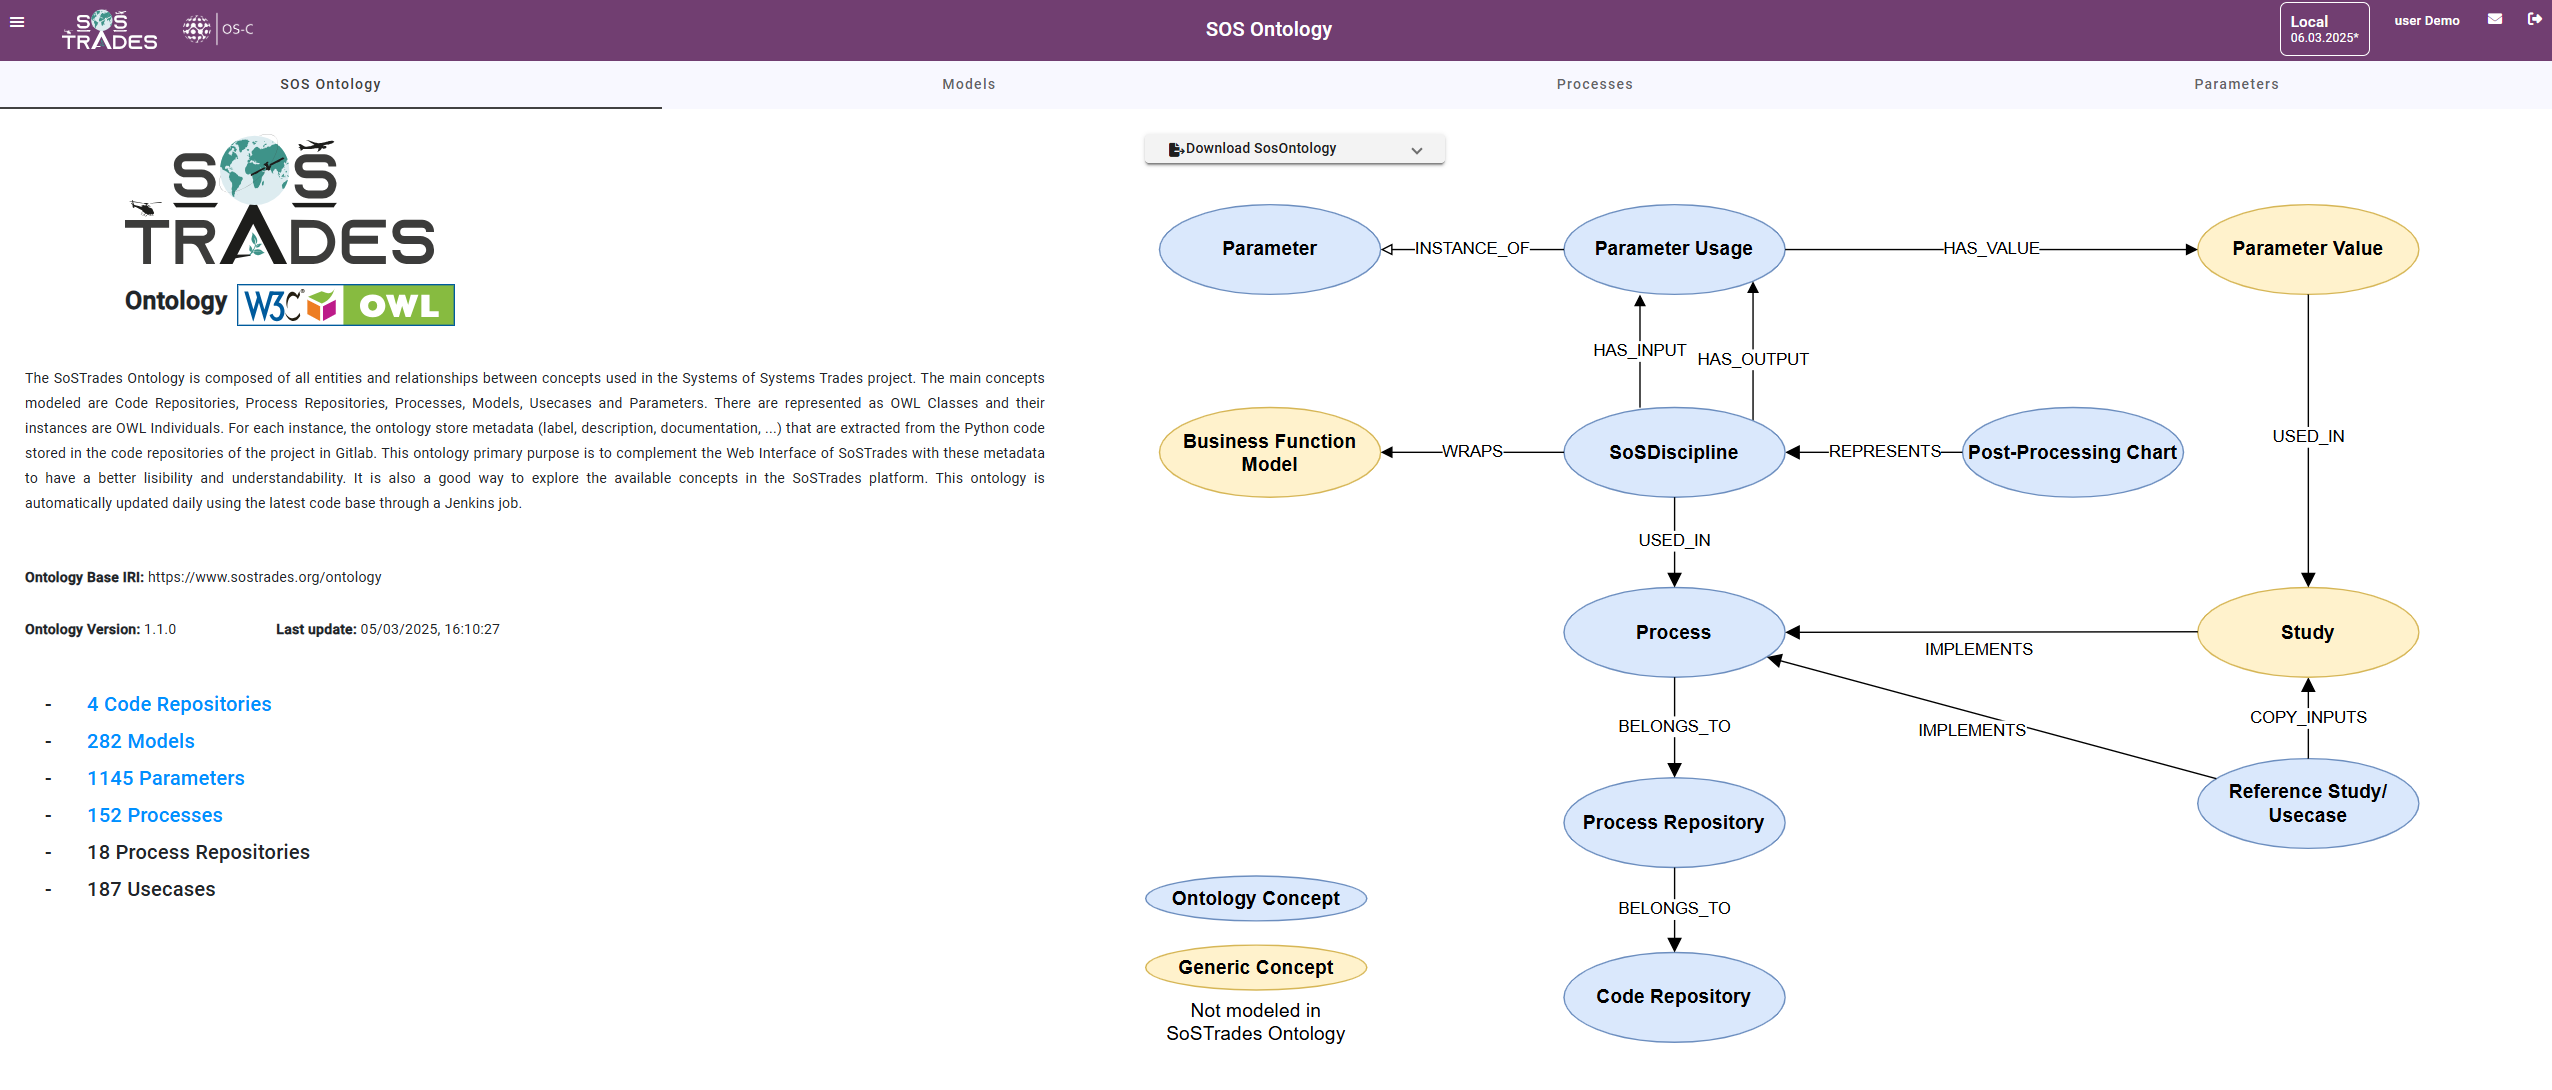 SOS
TRADES
OS-C
SOS Ontology
Local
06.03.2025*
user Demo
SOS Ontology
Models
Processes
Parameters
SOS
TRADES
Ontology
W3C® OWL
The SoSTrades Ontology is composed of all entities and relationships between concepts used in the Systems of Systems Trades project. The main concepts
modeled are Code Repositories, Process Repositories, Processes, Models, Usecases and Parameters. There are represented as OWL Classes and their
instances are OWL Individuals. For each instance, the ontology store metadata (label, description, documentation, ...) that are extracted from the Python code
stored in the code repositories of the project in Gitlab. This ontology primary purpose is to complement the Web Interface of SoSTrades with these metadata
to have a better lisibility and understandability. It is also a good way to explore the available concepts in the SoSTrades platform. This ontology is
automatically updated daily using the latest code base through a Jenkins job.
Ontology Base IRI: https://www.sostrades.org/ontology
Ontology Version: 1.1.0
Last update: 05/03/2025, 16:10:27
- 4 Code Repositories
- 282 Models
- 1145 Parameters
- 152 Processes
- 18 Process Repositories
- 187 Usecases
Download SosOntology
Parameter
INSTANCE_OF
Parameter Usage
HAS_VALUE
Parameter Value
HAS_INPUT
HAS_OUTPUT
USED_IN
Business Function
Model
WRAPS
SoSDiscipline
REPRESENTS
Post-Processing Chart
USED_IN
Process
IMPLEMENTS
Study
BELONGS_TO
IMPLEMENTS
COPY_INPUTS
Process Repository
Reference Study/
Usecase
BELONGS_TO
Code Repository
Ontology Concept
Generic Concept
Not modeled in
SoSTrades Ontology